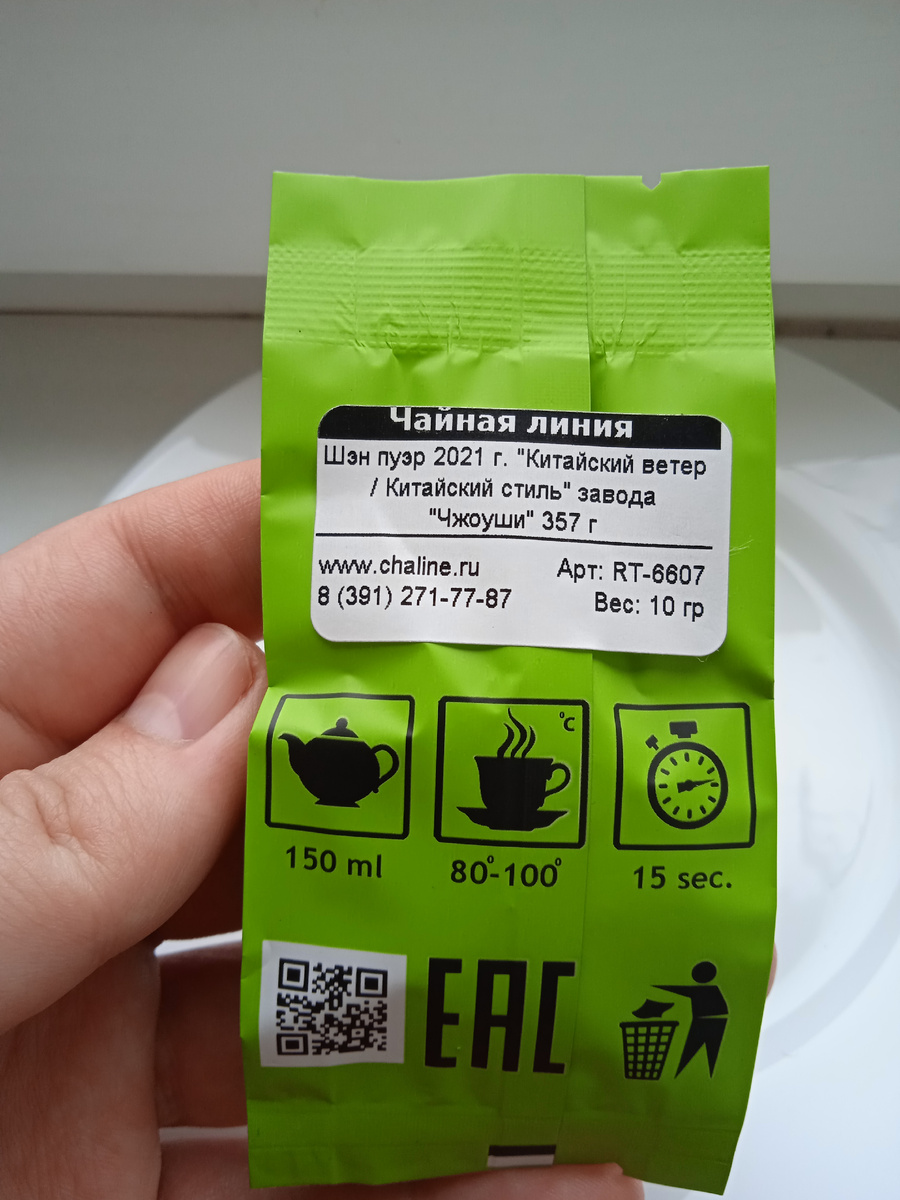 Чайная линия
Шэн пуэр 2021 г. "Китайский ветер
/ Китайский стиль" завода
"Чжоуши" 357 г
www.chaline.ru Арт: RT-6607
8 (391) 271-77-87 Вес: 10 гр
°C
150 ml 80°-100° 15 sec.
EAC